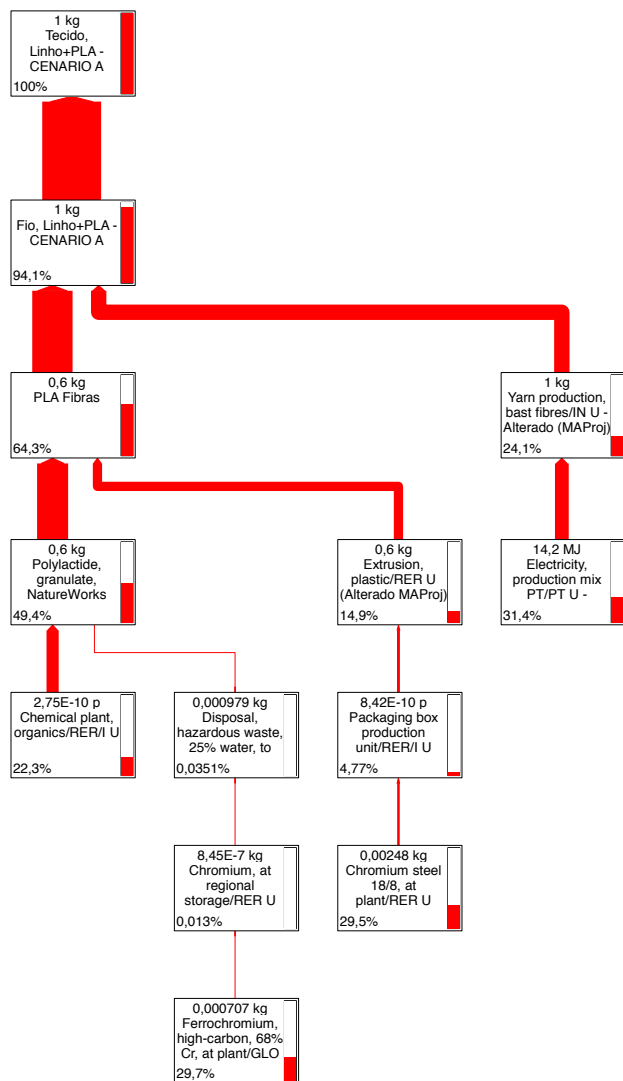 1 kg
Tecido,
Linho+PLA -
CENARIO A
100%
1 kg
Fio, Linho+PLA -
CENARIO A
94,1%
0,6 kg
PLA Fibras
64,3%
1 kg
Yarn production,
bast fibres/IN U -
Alterado (MAProj)
24,1%
0,6 kg
Polylactide,
granulate,
NatureWorks
49,4%
0,6 kg
Extrusion,
plastic/RER U
(Alterado MAProj)
14,9%
14,2 MJ
Electricity,
production mix
PT/PT U -
31,4%
2,75E-10 p
Chemical plant,
organics/RER/I U
22,3%
0,000979 kg
Disposal,
hazardous waste,
25% water, to
0,0351%
8,42E-10 p
Packaging box
production
unit/RER/I U
4,77%
8,45E-7 kg
Chromium, at
regional
storage/RER U
0,013%
0,00248 kg
Chromium steel
18/8, at
plant/RER U
29,5%
0,000707 kg
Ferrochromium,
high-carbon, 68%
Cr, at plant/GLO
29,7%